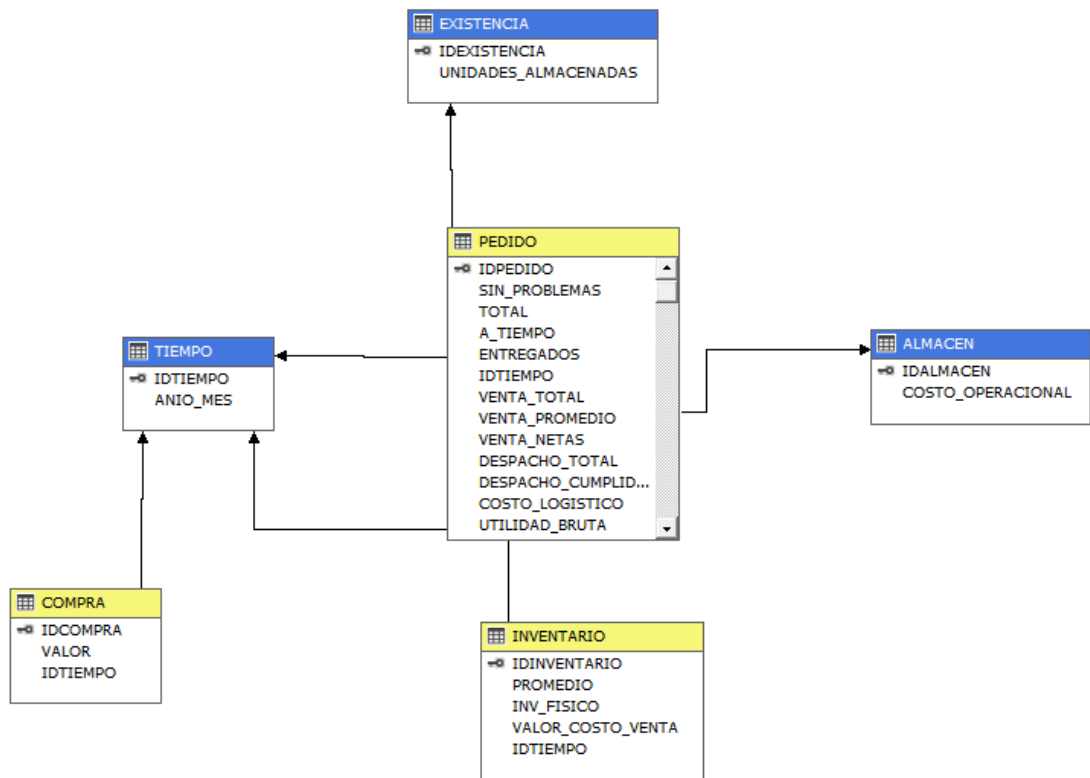 EXISTENCIA
IDEXISTENCIA
UNIDADES_ALMACENADAS
PEDIDO
IDPEDIDO
SIN_PROBLEMAS
TOTAL
A_TIEMPO
ENTREGADOS
IDTIEMPO
VENTA_TOTAL
VENTA_PROMEDIO
VENTA_NETAS
DESPACHO_TOTAL
DESPACHO_CUMPLID...
COSTO_LOGISTICO
UTILIDAD_BRUTA
TIEMPO
IDTIEMPO
ANIO_MES
ALMACEN
IDALMACEN
COSTO_OPERACIONAL
COMPRA
IDCOMPRA
VALOR
IDTIEMPO
INVENTARIO
IDINVENTARIO
PROMEDIO
INV_FISICO
VALOR_COSTO_VENTA
IDTIEMPO